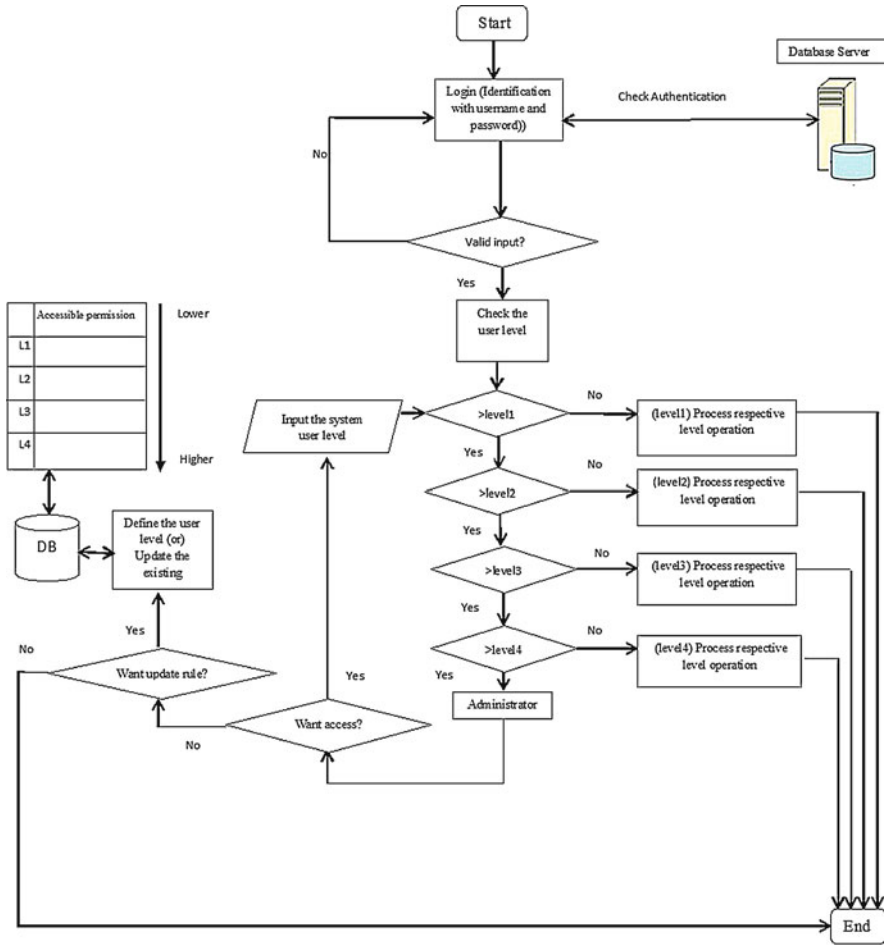 Start
Database Server
Login (Identification
with username and
password))
Check Authentication
No
Valid input?
Yes
Check the
user level
Accessible permission
Lower
L1
L2
L3
L4
Higher
Input the system
user level
>level1
No
(level1) Process respective
level operation
Yes
>level2
No
(level2) Process respective
level operation
Yes
DB
Define the user
level (or)
Update the
existing
>level3
No
(level3) Process respective
level operation
Yes
>level4
No
(level4) Process respective
level operation
Yes
Administrator
Want access?
Yes
No
Want update rule?
Yes
No
End